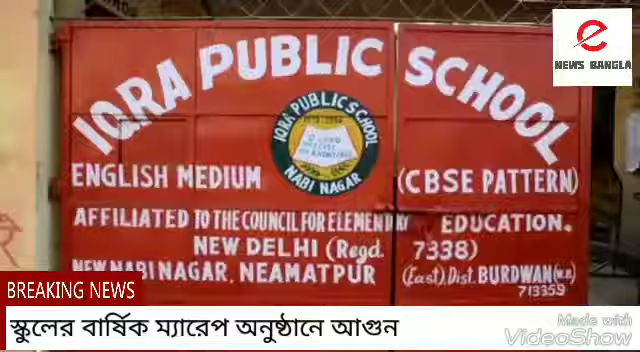 e
NEWS BANGLA
IQRA PUBLIC SCHOOL
IQRA PUBLIC SCHOOL
NABI NAGAR
ENGLISH MEDIUM (CBSE PATTERN)
AFFILIATED TO THE COUNCIL FOR ELEMENTARY EDUCATION.
NEW DELHI (Regd. 7338)
NEW NABI NAGAR, NEAMATPUR (East), Dist. BURDWAN (W.B)
713359
BREAKING NEWS
স্কুলের বার্ষিক ম্যারেপ অনুষ্ঠানে আগুন
Made with
VideoShow